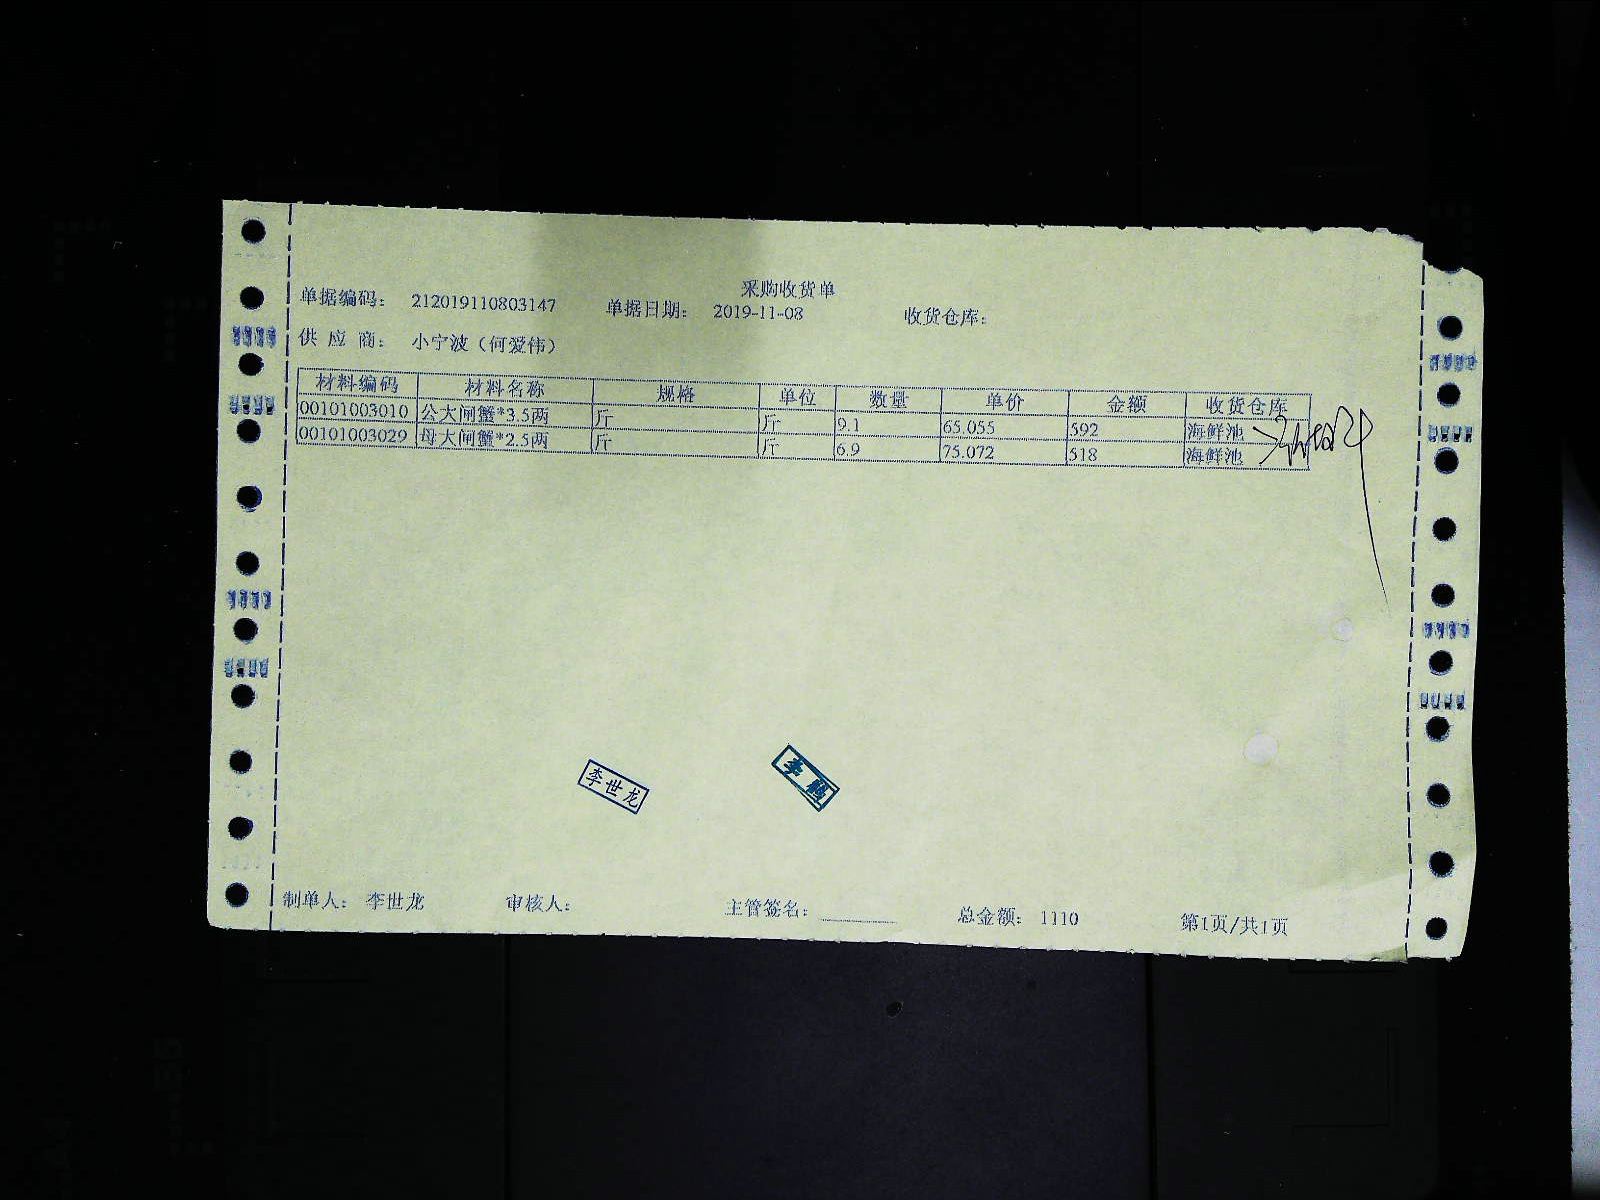 采购收货单
单据编码： 212019110803147 单据日期： 2019-11-08 收货仓库：
供 应 商： 小宁波（何爱伟）
材料编码 材料名称 规格 单位 数量 单价 金额 收货仓库
00101003010 公大闸蟹*3.5两 斤 斤 9.1 65.055 592 海鲜池
00101003029 母大闸蟹*2.5两 斤 斤 6.9 75.072 518 海鲜池
李世龙
李
制单人： 李世龙 审核人： 主管签名： 总金额： 1110 第1页/共1页